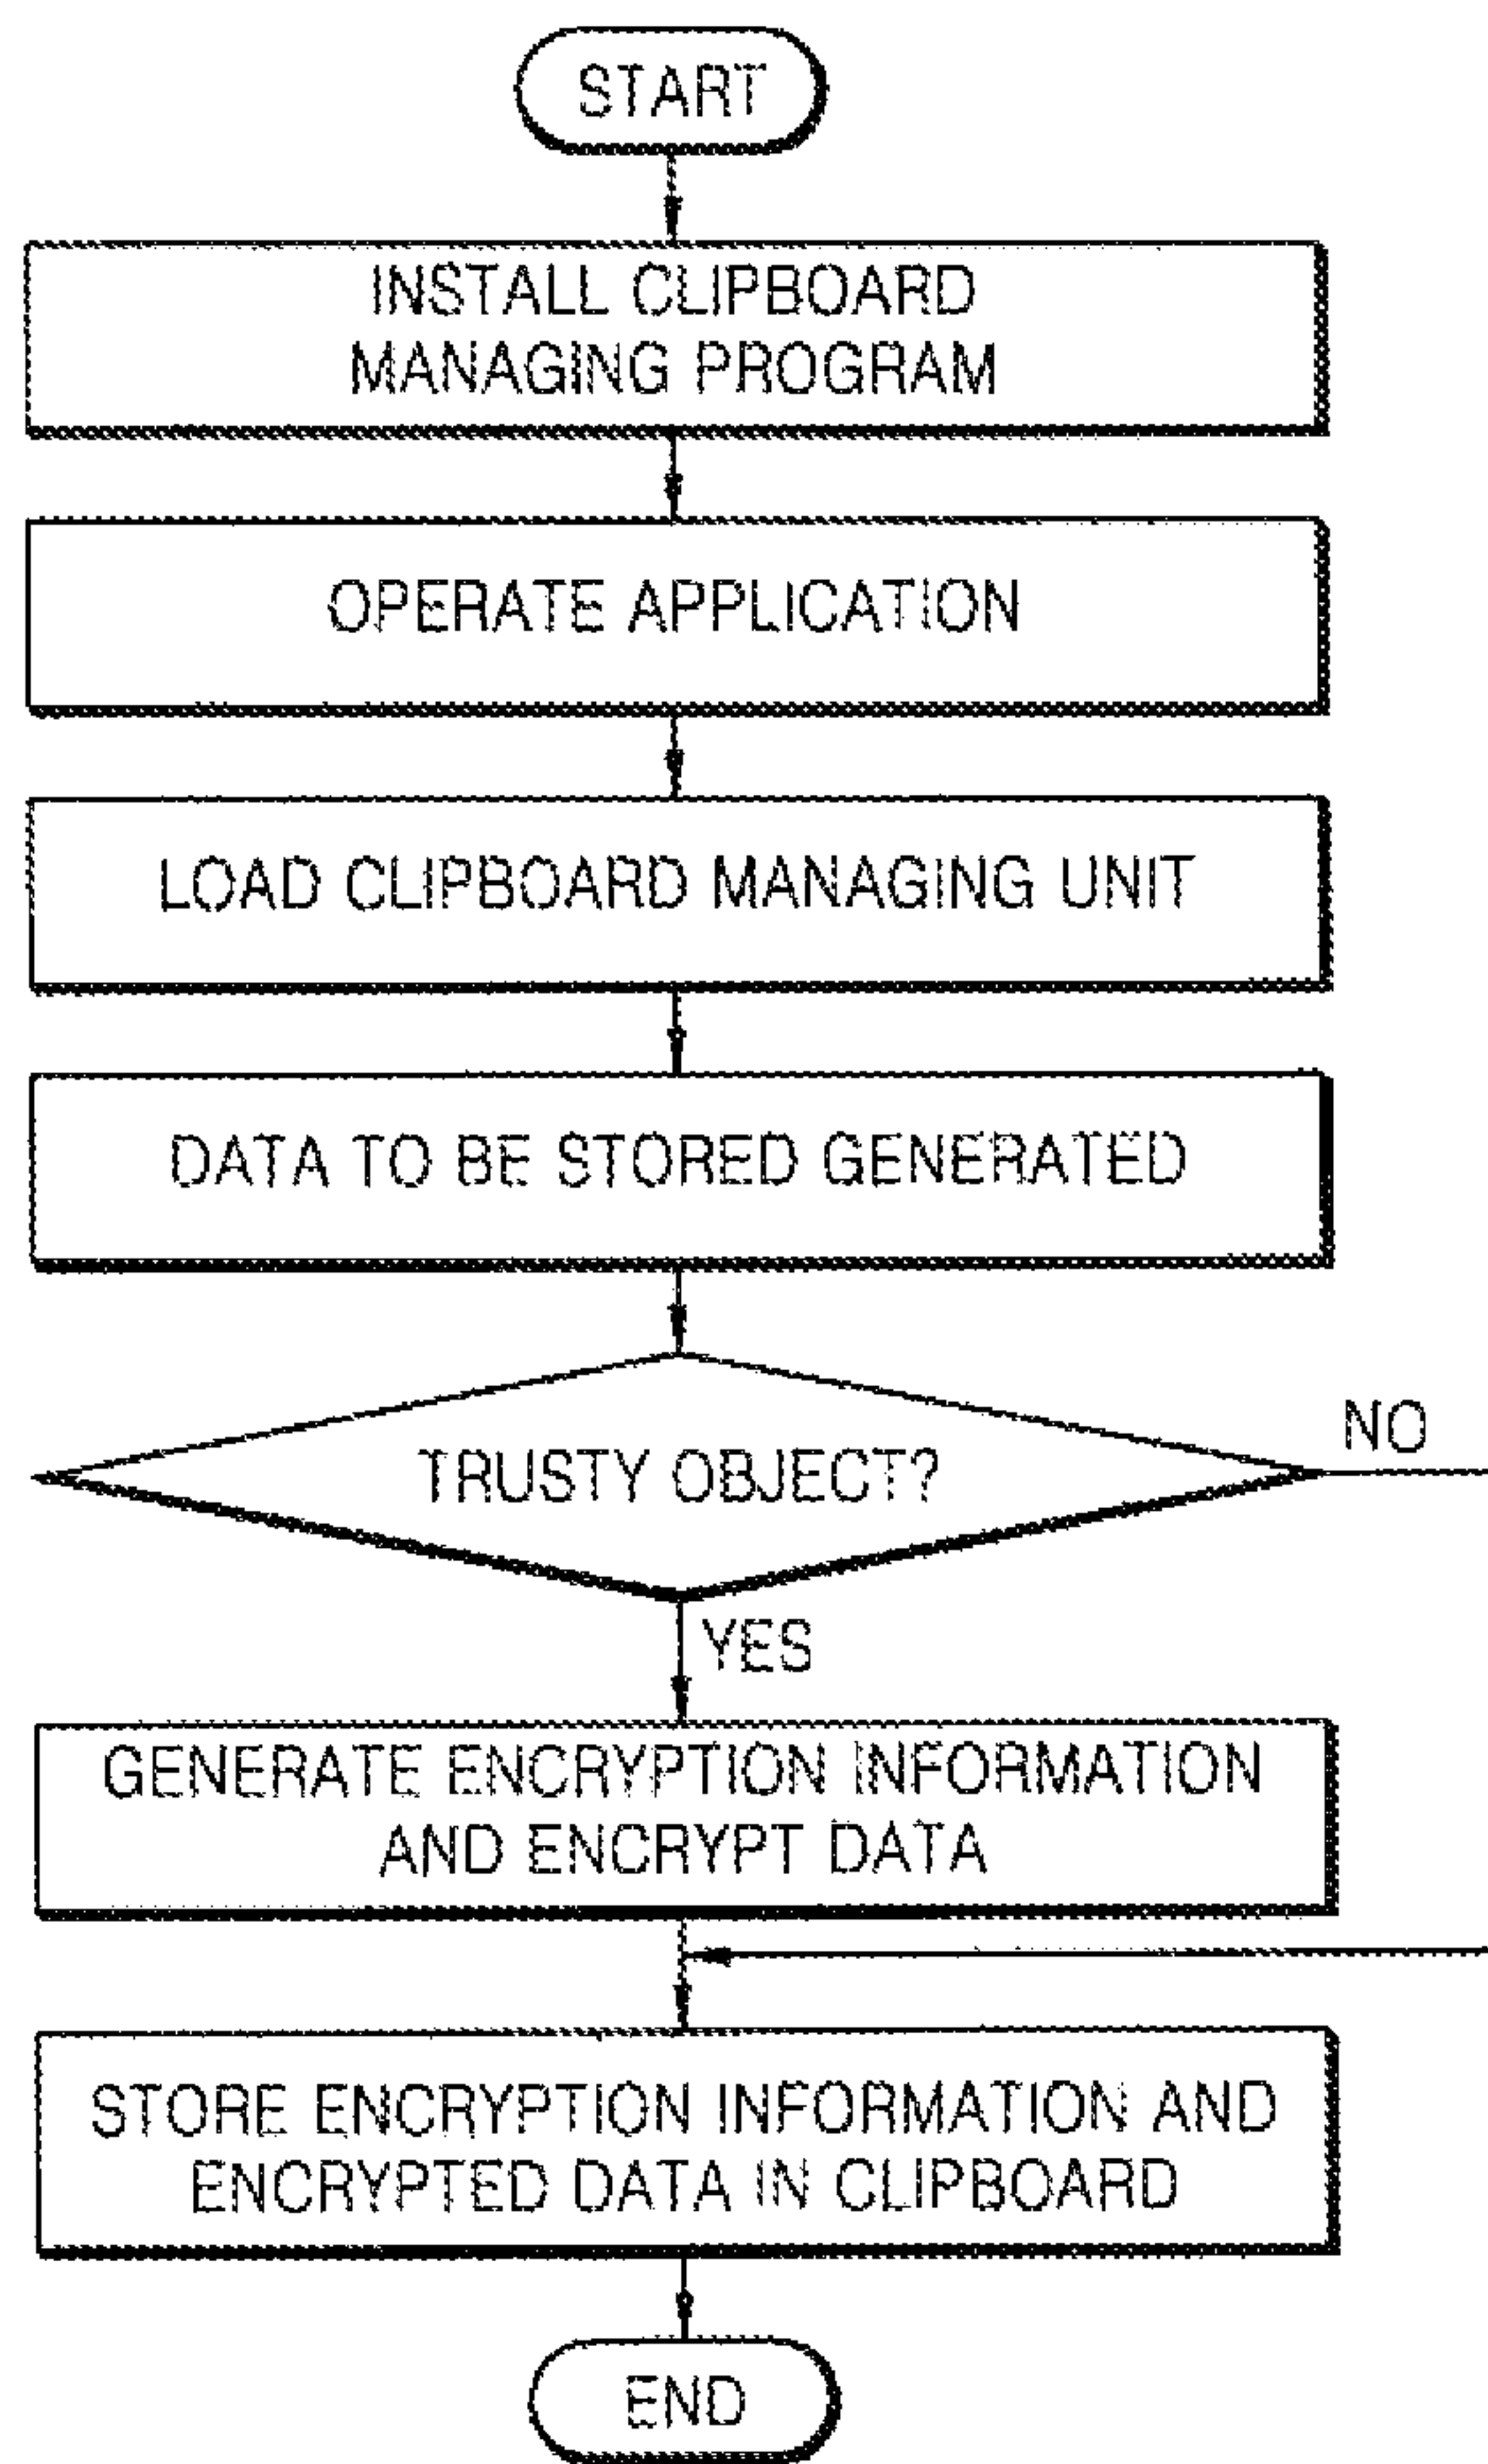 START
INSTALL CLIPBOARD
MANAGING PROGRAM
OPERATE APPLICATION
LOAD CLIPBOARD MANAGING UNIT
DATA TO BE STORED GENERATED
TRUSTY OBJECT?
NO
YES
GENERATE ENCRYPTION INFORMATION
AND ENCRYPT DATA
STORE ENCRYPTION INFORMATION AND
ENCRYPTED DATA IN CLIPBOARD
END